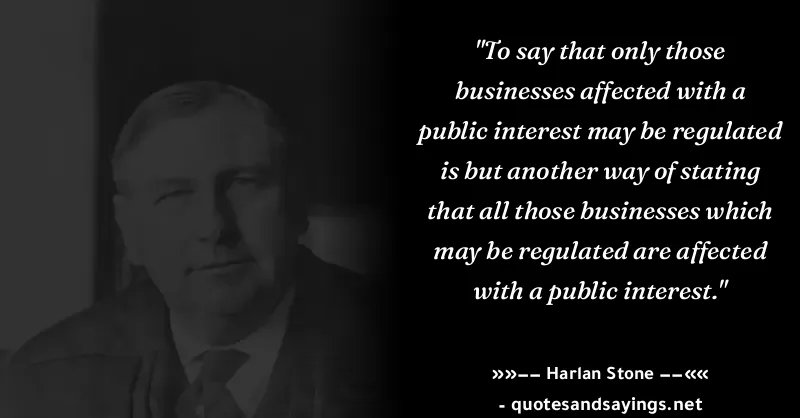 "To say that only those
businesses affected with a
public interest may be regulated
is but another way of stating
that all those businesses which
may be regulated are affected
with a public interest."
»»−− Harlan Stone −−««
- quotesandsayings.net